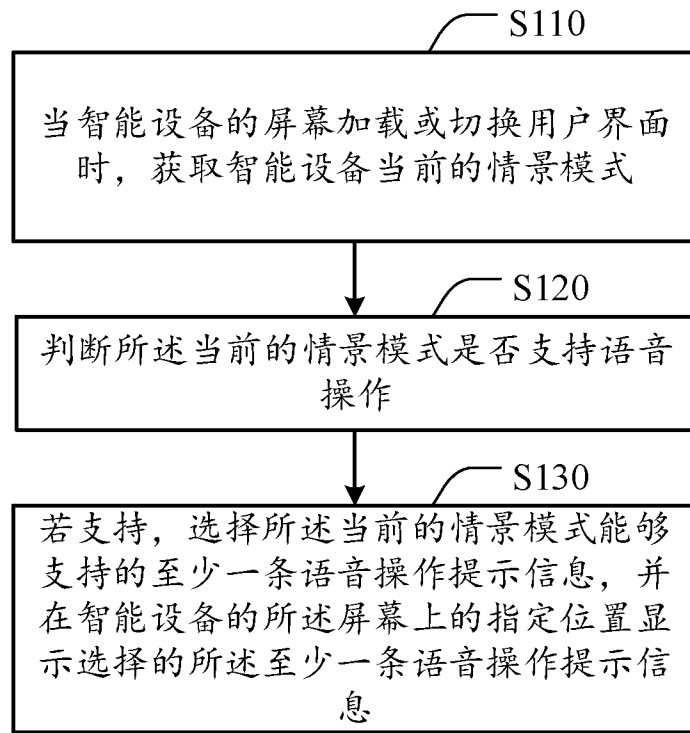 S110
当智能设备的屏幕加载或切换用户界面
时，获取智能设备当前的情景模式
S120
判断所述当前的情景模式是否支持语音
操作
S130
若支持，选择所述当前的情景模式能够
支持的至少一条语音操作提示信息，并
在智能设备的所述屏幕上的指定位置显
示选择的所述至少一条语音操作提示信
息